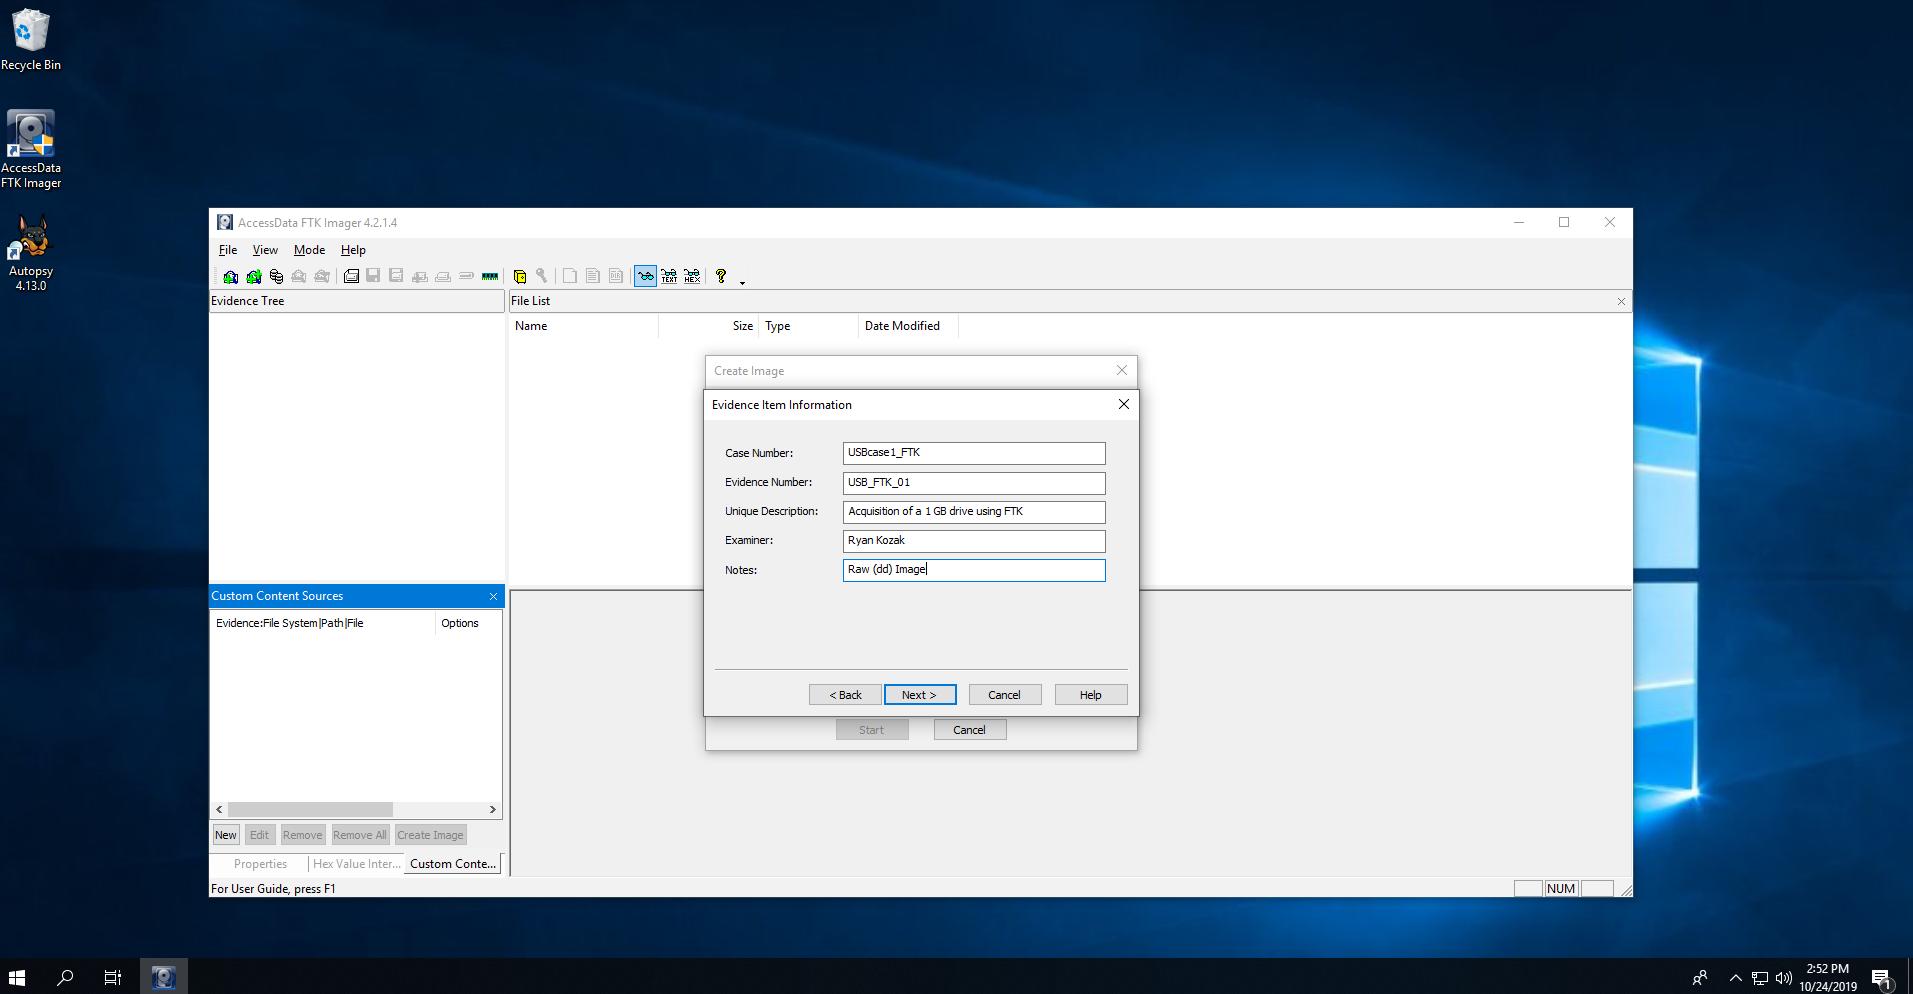 Recycle Bin
AccessData
FTK Imager
Autopsy
4.13.0
AccessData FTK Imager 4.2.1.4
File View Mode Help
TEXT HEX
Evidence Tree
File List
Name Size Type Date Modified
Create Image
Evidence Item Information
Case Number: USBcase1_FTK
Evidence Number: USB_FTK_01
Unique Description: Acquisition of a 1 GB drive using FTK
Examiner: Ryan Kozak
Notes: Raw (dd) Image
< Back Next > Cancel Help
Start Cancel
Custom Content Sources
Evidence:File System|Path|File Options
New Edit Remove Remove All Create Image
Properties Hex Value Inter... Custom Conte...
For User Guide, press F1
NUM
2:52 PM
10/24/2019
1